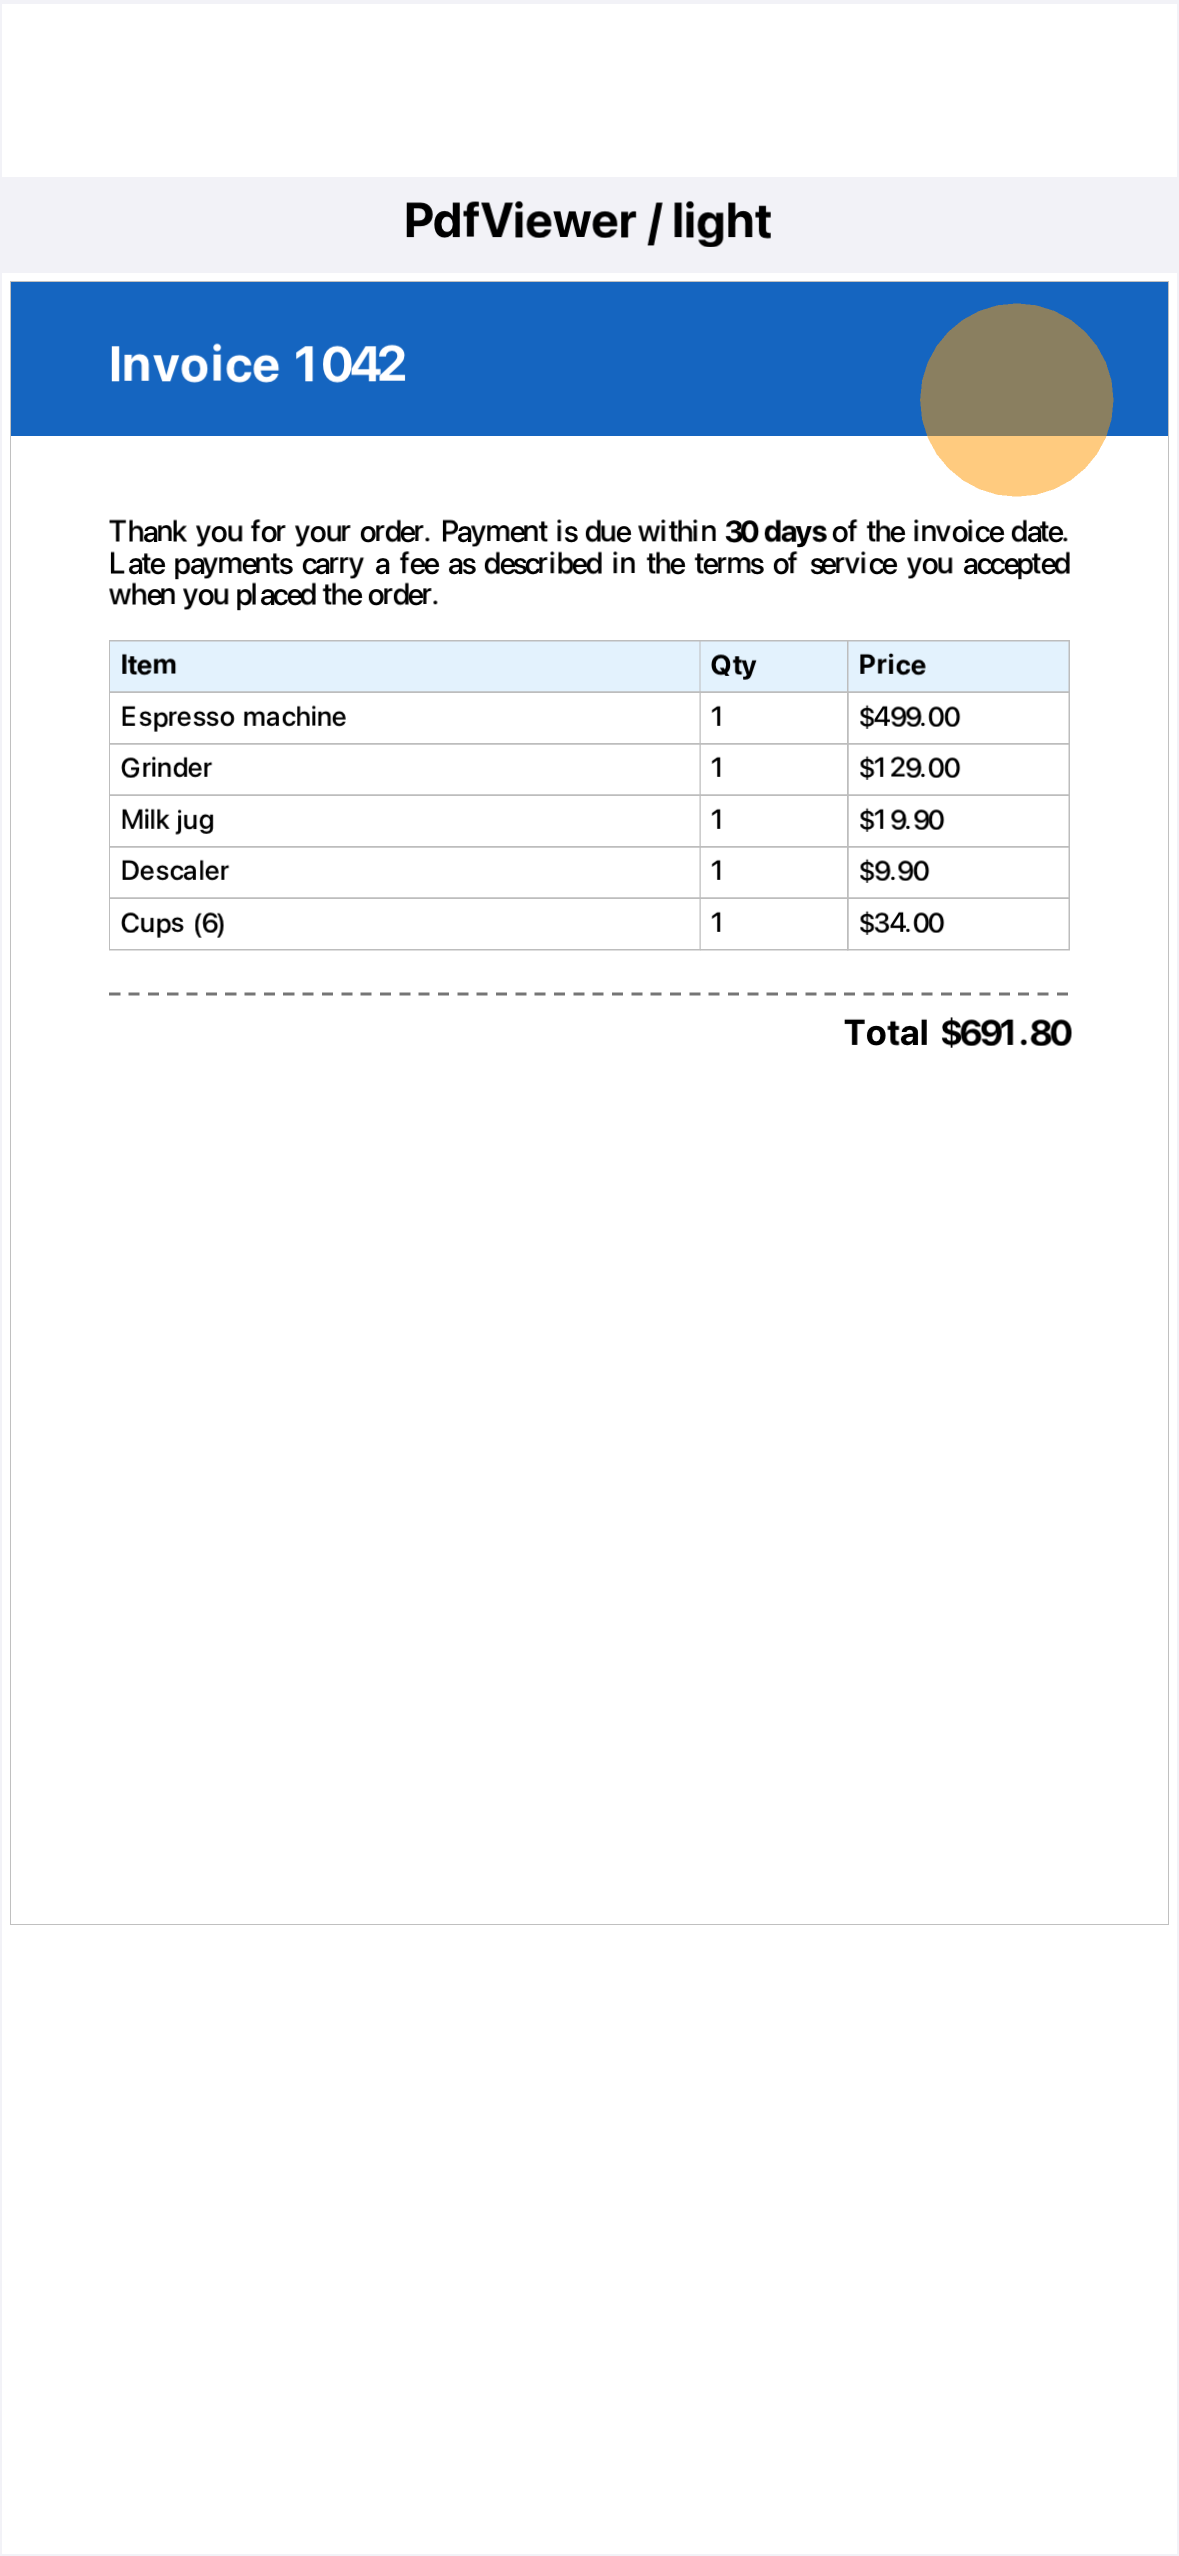 PdfViewer / light
Invoice 1042
Thank you for your order. Payment is due within 30 days of the invoice date.
Late payments carry a fee as described in the terms of service you accepted
when you placed the order.
Item Qty Price
Espresso machine 1 $499.00
Grinder 1 $129.00
Milk jug 1 $19.90
Descaler 1 $9.90
Cups (6) 1 $34.00
Total $691.80